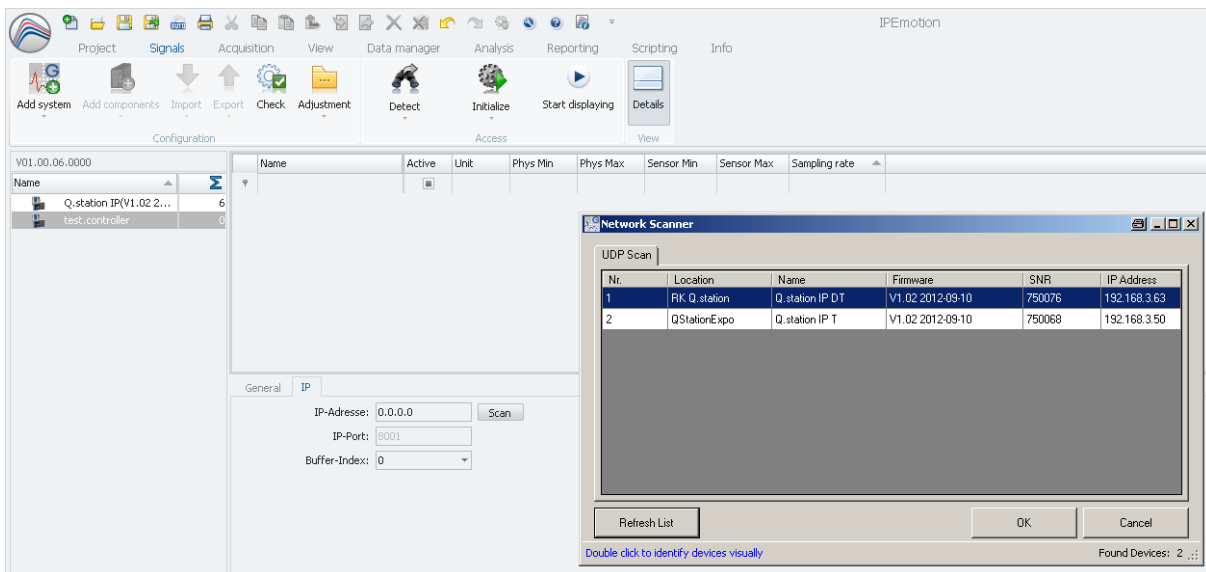 IPEmotion
Project Signals Acquisition View Data manager Analysis Reporting Scripting Info
Add system Add components Import Export Check Adjustment Detect Initialize Start displaying Details
Configuration Access View
V01.00.06.0000
Name Σ
Q.station IP(V1.02 2... 6
test.controller 0
Name Active Unit Phys Min Phys Max Sensor Min Sensor Max Sampling rate
Network Scanner
UDP Scan
Nr. Location Name Firmware SNR IP Address
1 RK Q.station Q.station IP DT V1.02 2012-09-10 750076 192.168.3.63
2 QStationExpo Q.station IP T V1.02 2012-09-10 750068 192.168.3.50
Refresh List OK Cancel
Double click to identify devices visually Found Devices: 2
General IP
IP-Adresse: 0.0.0.0 Scan
IP-Port: 8001
Buffer-Index: 0